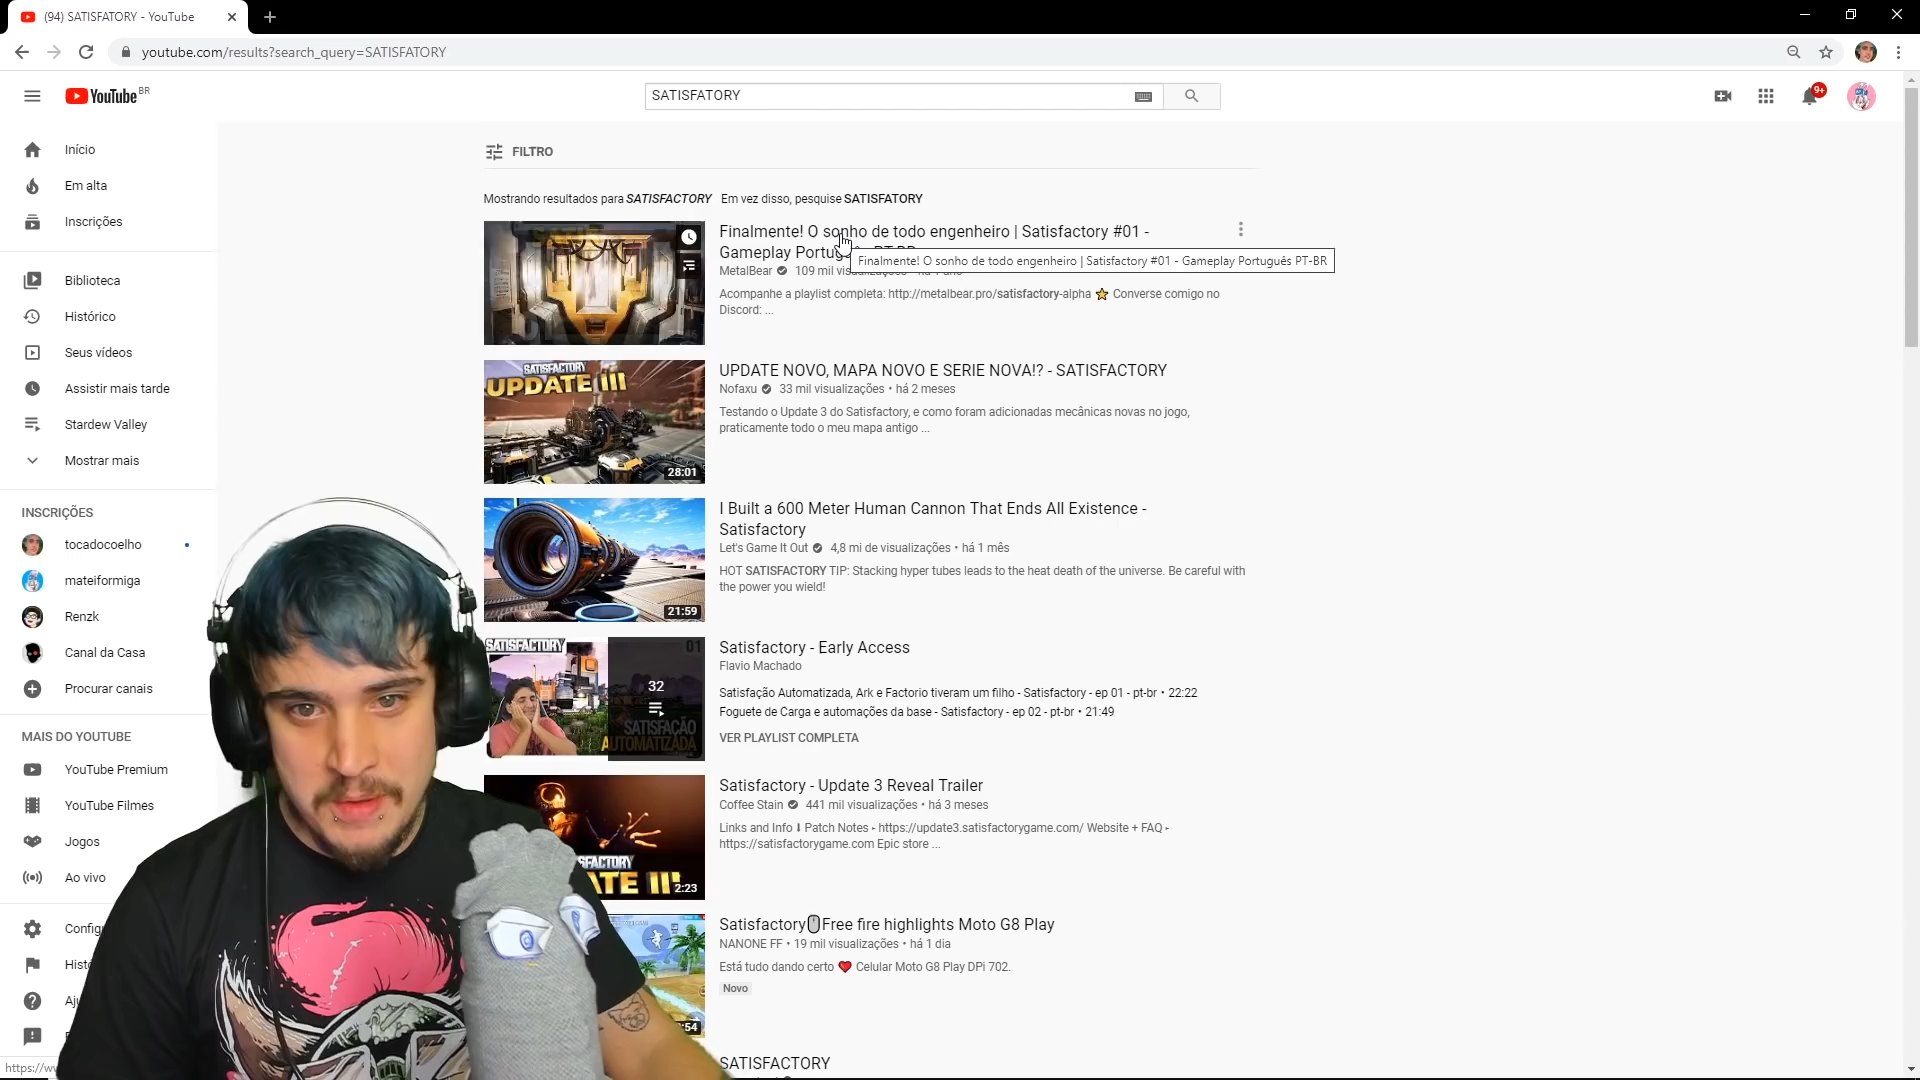 (94) SATISFATORY - YouTube
youtube.com/results?search_query=SATISFATORY
YouTube BR
SATISFATORY
9+
Início
Em alta
Inscrições
Biblioteca
Histórico
Seus vídeos
Assistir mais tarde
Stardew Valley
Mostrar mais
INSCRIÇÕES
tocadocoelho
mateiformiga
Renzk
Canal da Casa
Procurar canais
MAIS DO YOUTUBE
YouTube Premium
YouTube Filmes
Jogos
Ao vivo
FILTRO
Mostrando resultados para SATISFACTORY Em vez disso, pesquise SATISFATORY
Finalmente! O sonho de todo engenheiro | Satisfactory #01 -
Gameplay
Finalmente! O sonho de todo engenheiro | Satisfactory #01 - Gameplay Português PT-BR
MetalBear 109 mil
Acompanhe a playlist completa: http://metalbear.pro/satisfactory-alpha ⭐ Converse comigo no
Discord: ...
SATISFACTORY
UPDATE III
28:01
UPDATE NOVO, MAPA NOVO E SERIE NOVA!? - SATISFACTORY
Nofaxu 33 mil visualizações • há 2 meses
Testando o Update 3 do Satisfactory, e como foram adicionadas mecânicas novas no jogo,
praticamente todo o meu mapa antigo ...
21:59
I Built a 600 Meter Human Cannon That Ends All Existence -
Satisfactory
Let's Game It Out 4,8 mi de visualizações • há 1 mês
HOT SATISFACTORY TIP: Stacking hyper tubes leads to the heat death of the universe. Be careful with
the power you wield!
SATISFACTORY
01
32
SATISFAÇÃO
AUTOMATIZADA
Satisfactory - Early Access
Flavio Machado
Satisfação Automatizada, Ark e Factorio tiveram um filho - Satisfactory - ep 01 - pt-br • 22:22
Foguete de Carga e automações da base - Satisfactory - ep 02 - pt-br • 21:49
VER PLAYLIST COMPLETA
2:23
Satisfactory - Update 3 Reveal Trailer
Coffee Stain 441 mil visualizações • há 3 meses
Links and Info ⬇ Patch Notes ▸ https://update3.satisfactorygame.com/ Website + FAQ ▸
https://satisfactorygame.com Epic store ...
Satisfactory🖱Free fire highlights Moto G8 Play
NANONE FF • 19 mil visualizações • há 1 dia
Está tudo dando certo ❤ Celular Moto G8 Play DPi 702.
Novo
SATISFACTORY